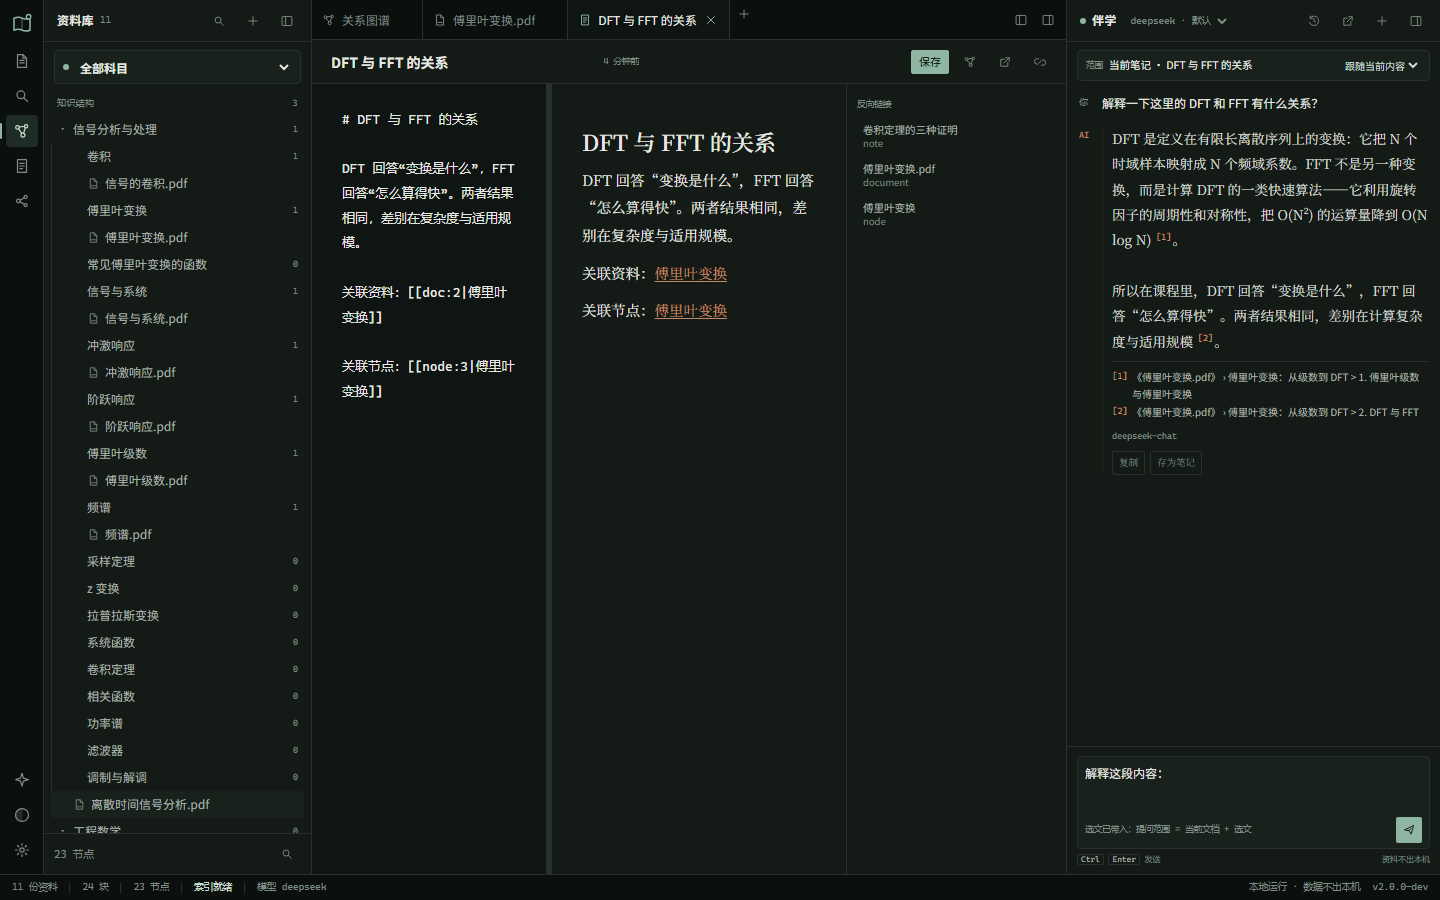 资料库 11
全部科目
知识结构 3
信号分析与处理 1
卷积 1
信号的卷积.pdf
傅里叶变换 1
傅里叶变换.pdf
常见傅里叶变换的函数 0
信号与系统 1
信号与系统.pdf
冲激响应 1
冲激响应.pdf
阶跃响应 1
阶跃响应.pdf
傅里叶级数 1
傅里叶级数.pdf
频谱 1
频谱.pdf
采样定理 0
z 变换 0
拉普拉斯变换 0
系统函数 0
卷积定理 0
相关函数 0
功率谱 0
滤波器 0
调制与解调 0
离散时间信号分析.pdf
工程数学 0
23 节点
关系图谱
傅里叶变换.pdf
DFT 与 FFT 的关系
DFT 与 FFT 的关系
4 分钟前
保存
# DFT 与 FFT 的关系
DFT 回答“变换是什么”，FFT
回答“怎么算得快”。两者结果
相同，差别在复杂度与适用规
模。
关联资料：[[doc:2|傅里叶
变换]]
关联节点：[[node:3|傅里叶
变换]]
DFT 与 FFT 的关系
DFT 回答“变换是什么”，FFT 回答
“怎么算得快”。两者结果相同，差
别在复杂度与适用规模。
关联资料：傅里叶变换
关联节点：傅里叶变换
反向链接
卷积定理的三种证明
note
傅里叶变换.pdf
document
傅里叶变换
node
伴学 deepseek · 默认
范围 当前笔记 · DFT 与 FFT 的关系 跟随当前内容
你 解释一下这里的 DFT 和 FFT 有什么关系？
AI DFT 是定义在有限长离散序列上的变换：它把 N 个
时域样本映射成 N 个频域系数。FFT 不是另一种变
换，而是计算 DFT 的一类快速算法——它利用旋转
因子的周期性和对称性，把 O(N²) 的运算量降到 O(N
log N) [1]。
所以在课程里，DFT 回答“变换是什么”，FFT 回
答“怎么算得快”。两者结果相同，差别在计算复杂
度与适用规模 [2]。
[1] 《傅里叶变换.pdf》 › 傅里叶变换：从级数到 DFT > 1. 傅里叶级数
与傅里叶变换
[2] 《傅里叶变换.pdf》 › 傅里叶变换：从级数到 DFT > 2. DFT 与 FFT
deepseek-chat
复制 存为笔记
解释这段内容：
选文已带入；提问范围 = 当前文档 + 选文
Ctrl Enter 发送 资料不出本机
11 份资料 24 块 23 节点 索引就绪 模型 deepseek 本地运行 · 数据不出本机 v2.0.0-dev